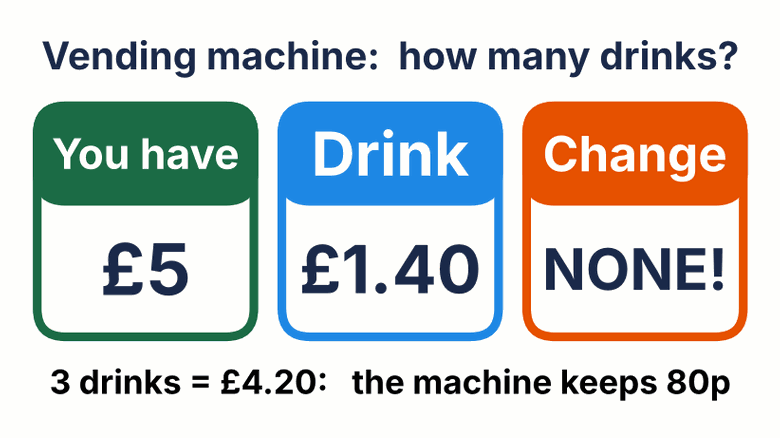 Vending machine: how many drinks?
You have
£5
Drink
£1.40
Change
NONE!
3 drinks = £4.20: the machine keeps 80p